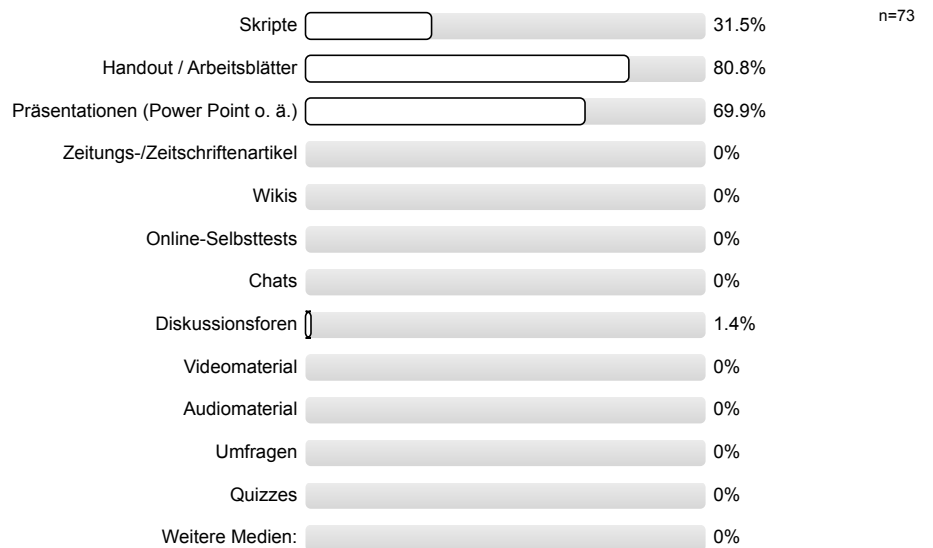 Skripte 31.5% n=73
Handout / Arbeitsblätter 80.8%
Präsentationen (Power Point o. ä.) 69.9%
Zeitungs-/Zeitschriftenartikel 0%
Wikis 0%
Online-Selbsttests 0%
Chats 0%
Diskussionsforen 1.4%
Videomaterial 0%
Audiomaterial 0%
Umfragen 0%
Quizzes 0%
Weitere Medien: 0%